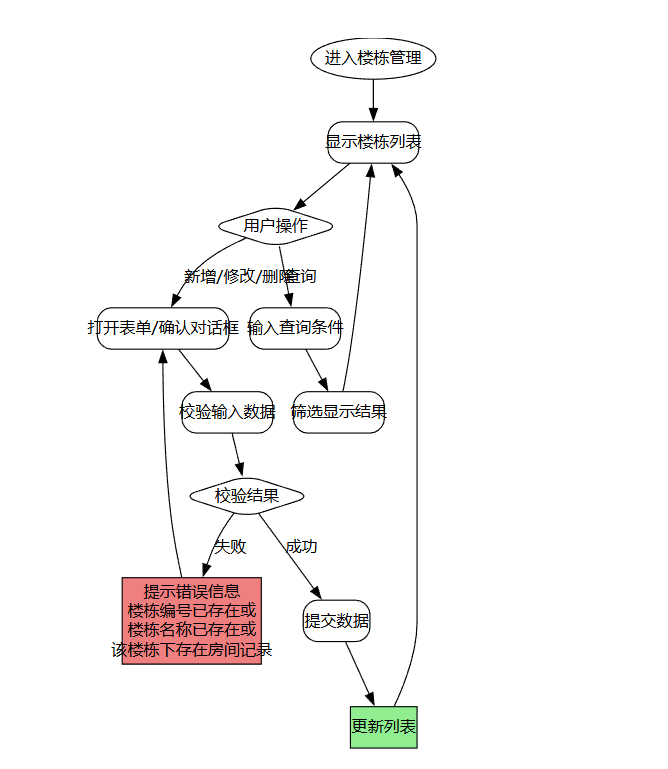 进入楼栋管理
显示楼栋列表
用户操作
新增/修改/删除
查询
打开表单/确认对话框
输入查询条件
校验输入数据
筛选显示结果
校验结果
失败
成功
提示错误信息
楼栋编号已存在或
楼栋名称已存在或
该楼栋下存在房间记录
提交数据
更新列表